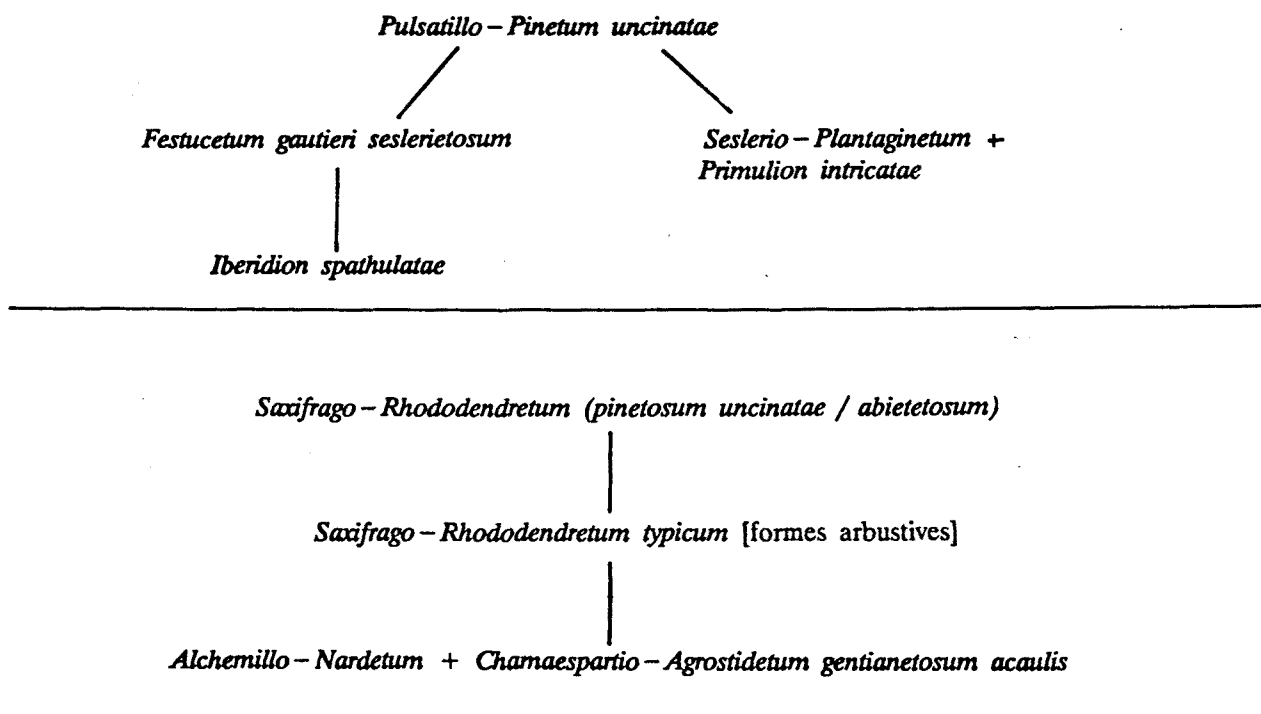 Pulsatillo – Pinetum uncinatae
Festucetum gautieri seslerietosum
Seslerio – Plantaginetum +
Primulion intricatae
Iberidion spathulatae
Saxifrago – Rhododendretum (pinetosum uncinatae / abietetosum)
Saxifrago – Rhododendretum typicum [formes arbustives]
Alchemillo – Nardetum + Chamaespartio – Agrostidetum gentianetosum acaulis